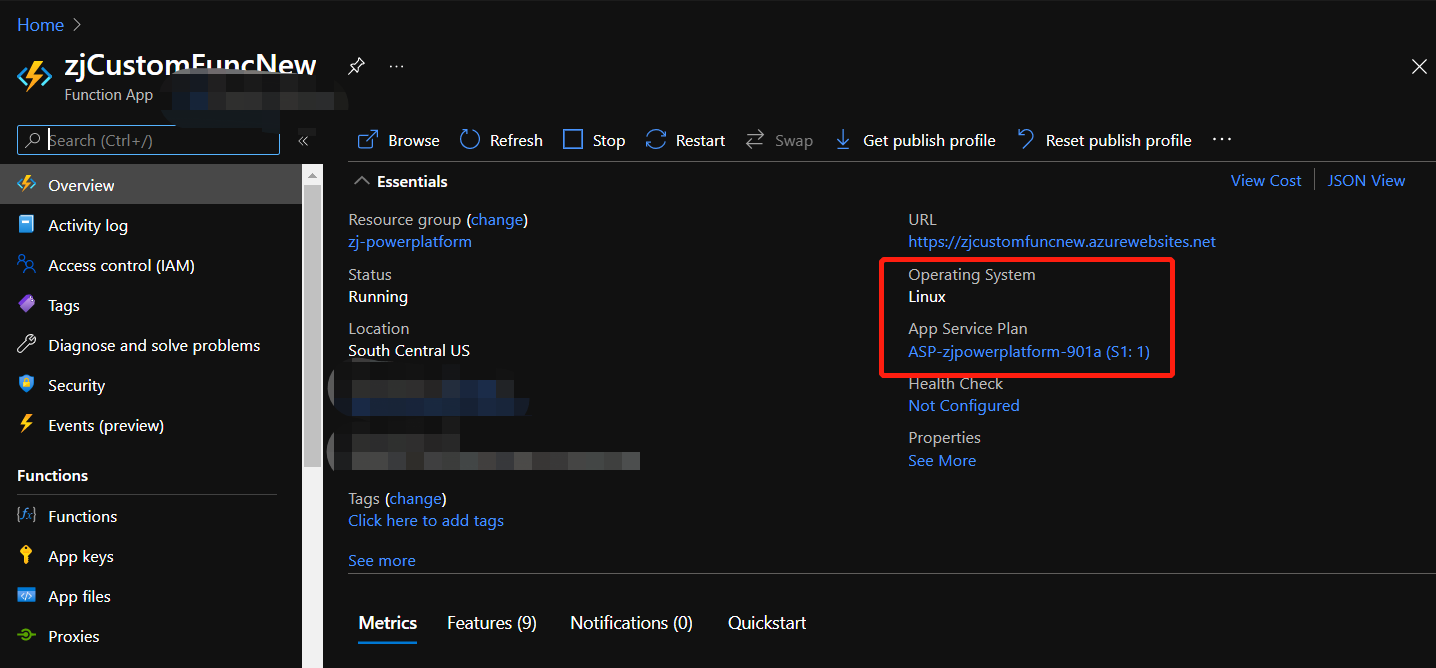 Home
zjCustomFuncNew
Function App
Search (Ctrl+/)
Browse
Refresh
Stop
Restart
Swap
Get publish profile
Reset publish profile
Overview
Activity log
Access control (IAM)
Tags
Diagnose and solve problems
Security
Events (preview)
Functions
Functions
App keys
App files
Proxies
Essentials
View Cost
JSON View
Resource group (change)
zj-powerplatform
Status
Running
Location
South Central US
Tags (change)
Click here to add tags
See more
URL
https://zjcustomfuncnew.azurewebsites.net
Operating System
Linux
App Service Plan
ASP-zjpowerplatform-901a (S1: 1)
Health Check
Not Configured
Properties
See More
Metrics
Features (9)
Notifications (0)
Quickstart